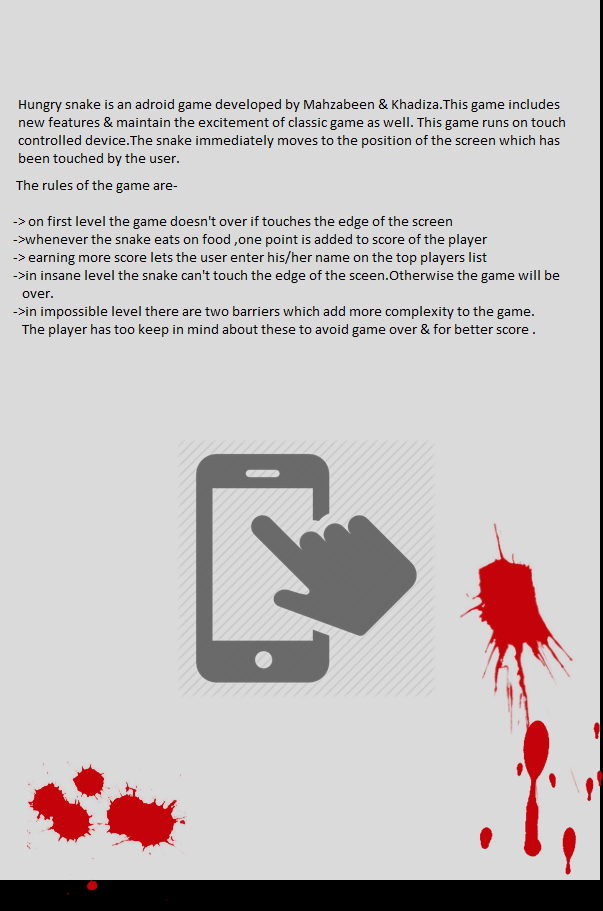 Hungry snake is an adroid game developed by Mahzabeen & Khadiza.This game includes
new features & maintain the excitement of classic game as well. This game runs on touch
controlled device.The snake immediately moves to the position of the screen which has
been touched by the user.
The rules of the game are-
-> on first level the game doesn't over if touches the edge of the screen
->whenever the snake eats on food ,one point is added to score of the player
-> earning more score lets the user enter his/her name on the top players list
->in insane level the snake can't touch the edge of the sceen.Otherwise the game will be
over.
->in impossible level there are two barriers which add more complexity to the game.
The player has too keep in mind about these to avoid game over & for better score .